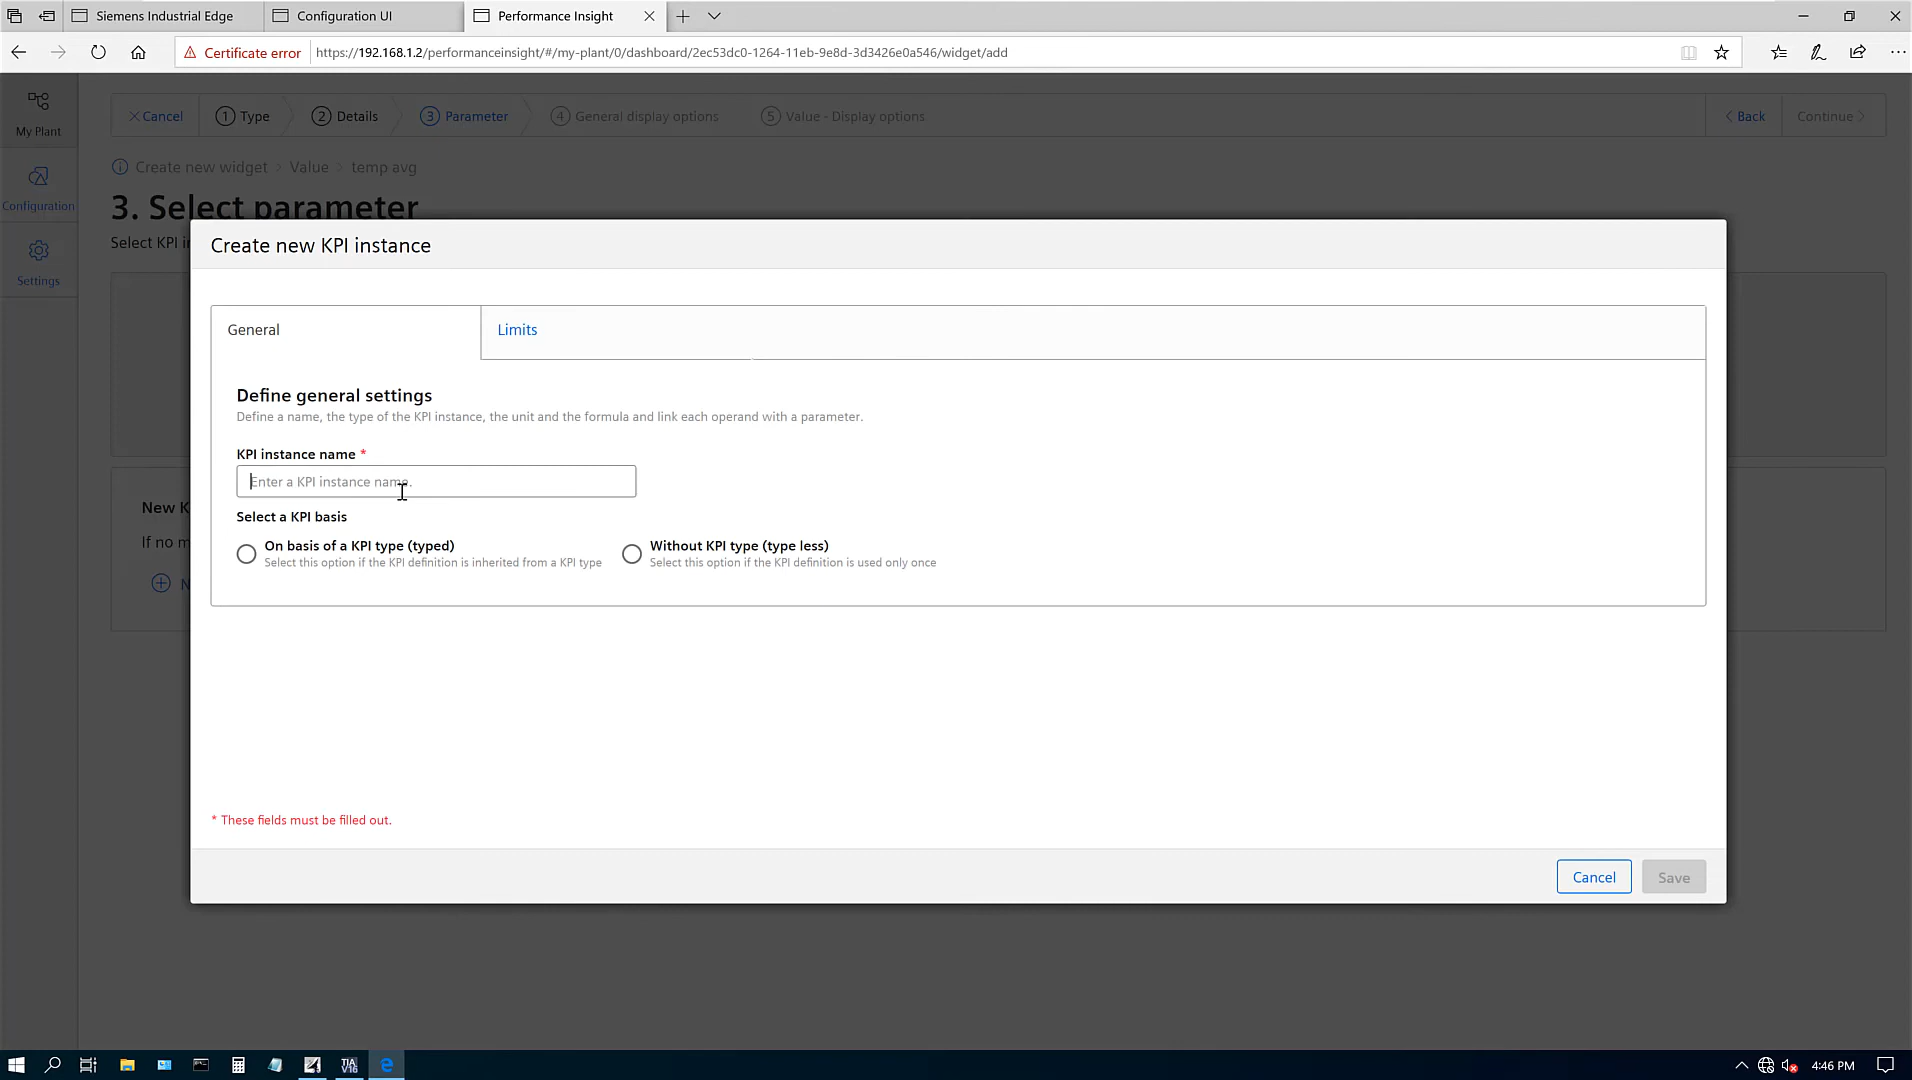 Siemens Industrial Edge
Configuration UI
Performance Insight
Certificate error
https://192.168.1.2/performanceinsight/#/my-plant/0/dashboard/2ec53dc0-1264-11eb-9e8d-3d3426e0a546/widget/add
My Plant
Configuration
Settings
Cancel
1 Type
2 Details
3 Parameter
4 General display options
5 Value - Display options
Back
Continue
Create new widget > Value > temp avg
3. Select parameter
Select KPI in
New K
If no m
N
Create new KPI instance
General
Limits
Define general settings
Define a name, the type of the KPI instance, the unit and the formula and link each operand with a parameter.
KPI instance name *
Enter a KPI instance name.
Select a KPI basis
On basis of a KPI type (typed)
Select this option if the KPI definition is inherited from a KPI type
Without KPI type (type less)
Select this option if the KPI definition is used only once
* These fields must be filled out.
Cancel
Save
TIA V16
4:46 PM